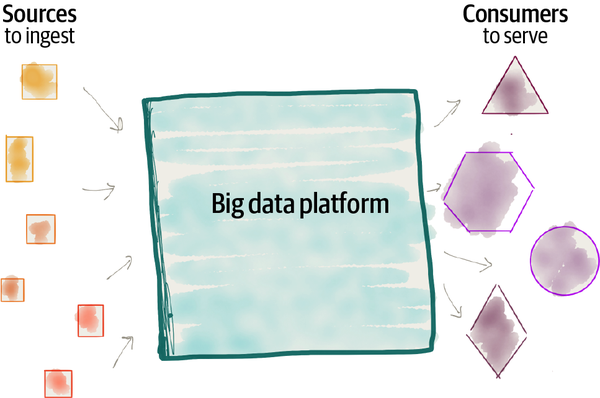 Sources
to ingest
Consumers
to serve
Big data platform